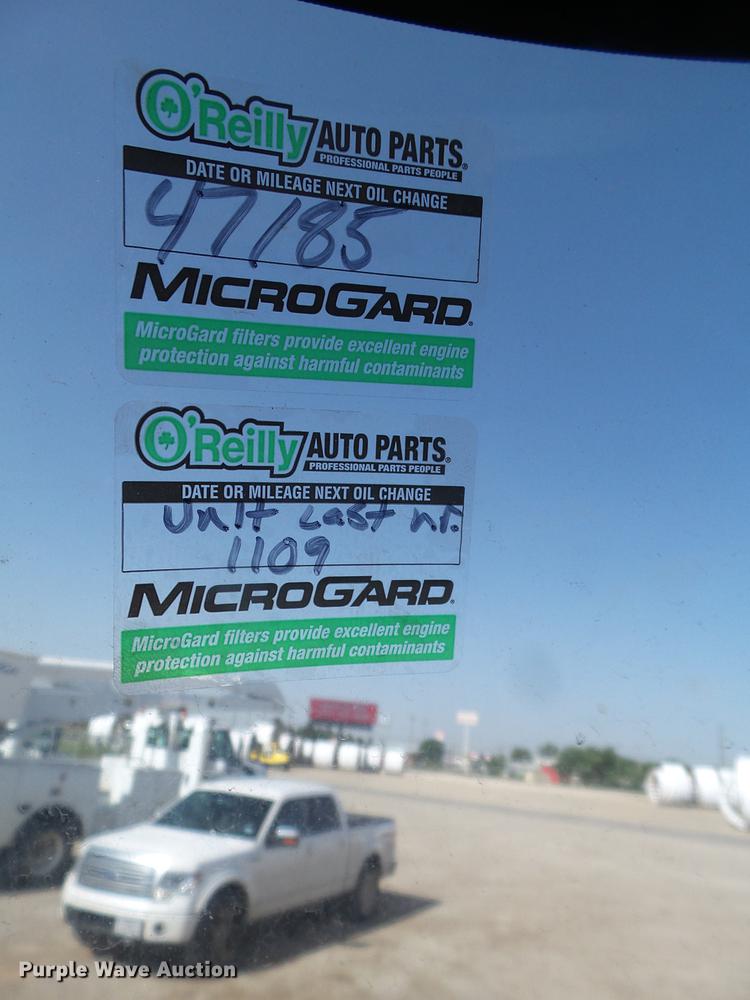 O'Reilly AUTO PARTS®
PROFESSIONAL PARTS PEOPLE
DATE OR MILEAGE NEXT OIL CHANGE
47185
MICROGARD®
MicroGard filters provide excellent engine
protection against harmful contaminants
O'Reilly AUTO PARTS®
PROFESSIONAL PARTS PEOPLE
DATE OR MILEAGE NEXT OIL CHANGE
Unit Last hr.
1109
MICROGARD®
MicroGard filters provide excellent engine
protection against harmful contaminants
Purple Wave Auction